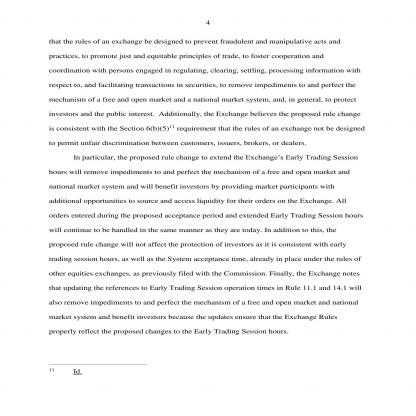 4
that the rules of an exchange be designed to prevent fraudulent and manipulative acts and
practices, to promote just and equitable principles of trade, to foster cooperation and
coordination with persons engaged in regulating, clearing, settling, processing information with
respect to, and facilitating transactions in securities, to remove impediments to and perfect the
mechanism of a free and open market and a national market system, and, in general, to protect
investors and the public interest.  Additionally, the Exchange believes the proposed rule change
is consistent with the Section 6(b)(5)11 requirement that the rules of an exchange not be designed
to permit unfair discrimination between customers, issuers, brokers, or dealers.
In particular, the proposed rule change to extend the Exchange's Early Trading Session
hours will remove impediments to and perfect the mechanism of a free and open market and
national market system and will benefit investors by providing market participants with
additional opportunities to source and access liquidity for their orders on the Exchange. All
orders entered during the proposed acceptance period and extended Early Trading Session hours
will continue to be handled in the same manner as they are today. In addition to this, the
proposed rule change will not affect the protection of investors as it is consistent with early
trading session hours, as well as the System acceptance time, already in place under the rules of
other equities exchanges, as previously filed with the Commission. Finally, the Exchange notes
that updating the references to Early Trading Session operation times in Rule 11.1 and 14.1 will
also remove impediments to and perfect the mechanism of a free and open market and national
market system and benefit investors because the updates ensure that the Exchange Rules
properly reflect the proposed changes to the Early Trading Session hours.
11 Id.